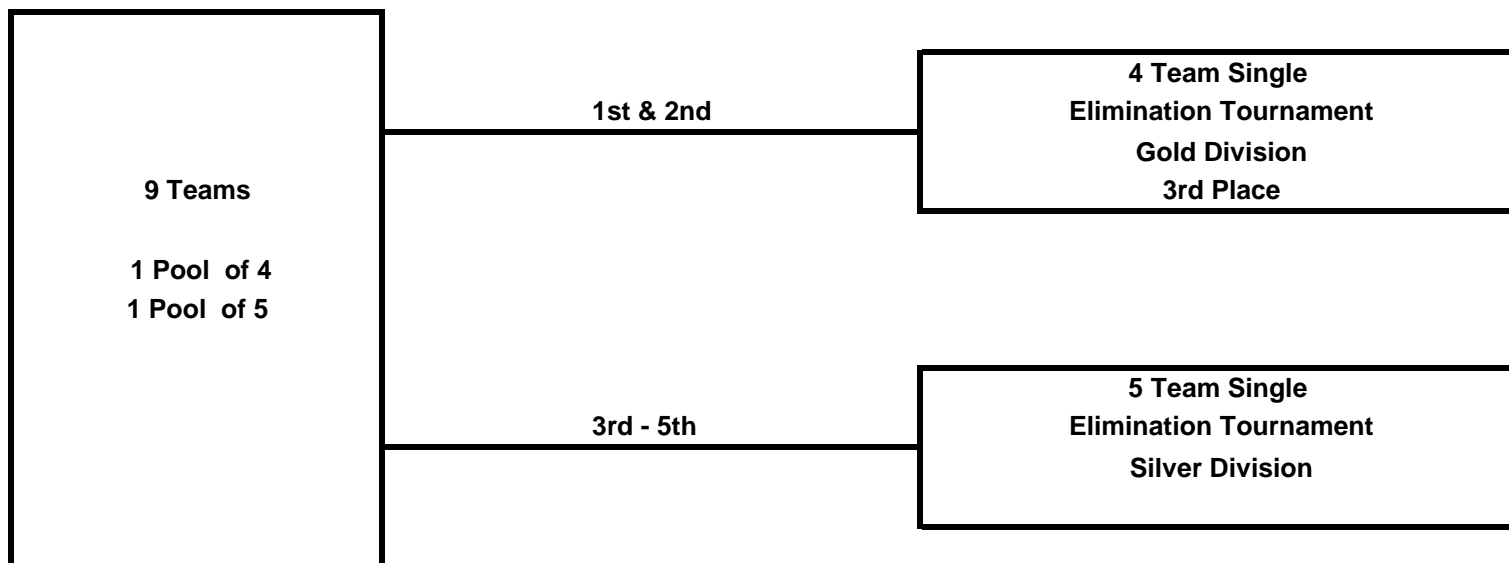 9 Teams
1 Pool of 4
1 Pool of 5
1st & 2nd
4 Team Single
Elimination Tournament
Gold Division
3rd Place
3rd - 5th
5 Team Single
Elimination Tournament
Silver Division